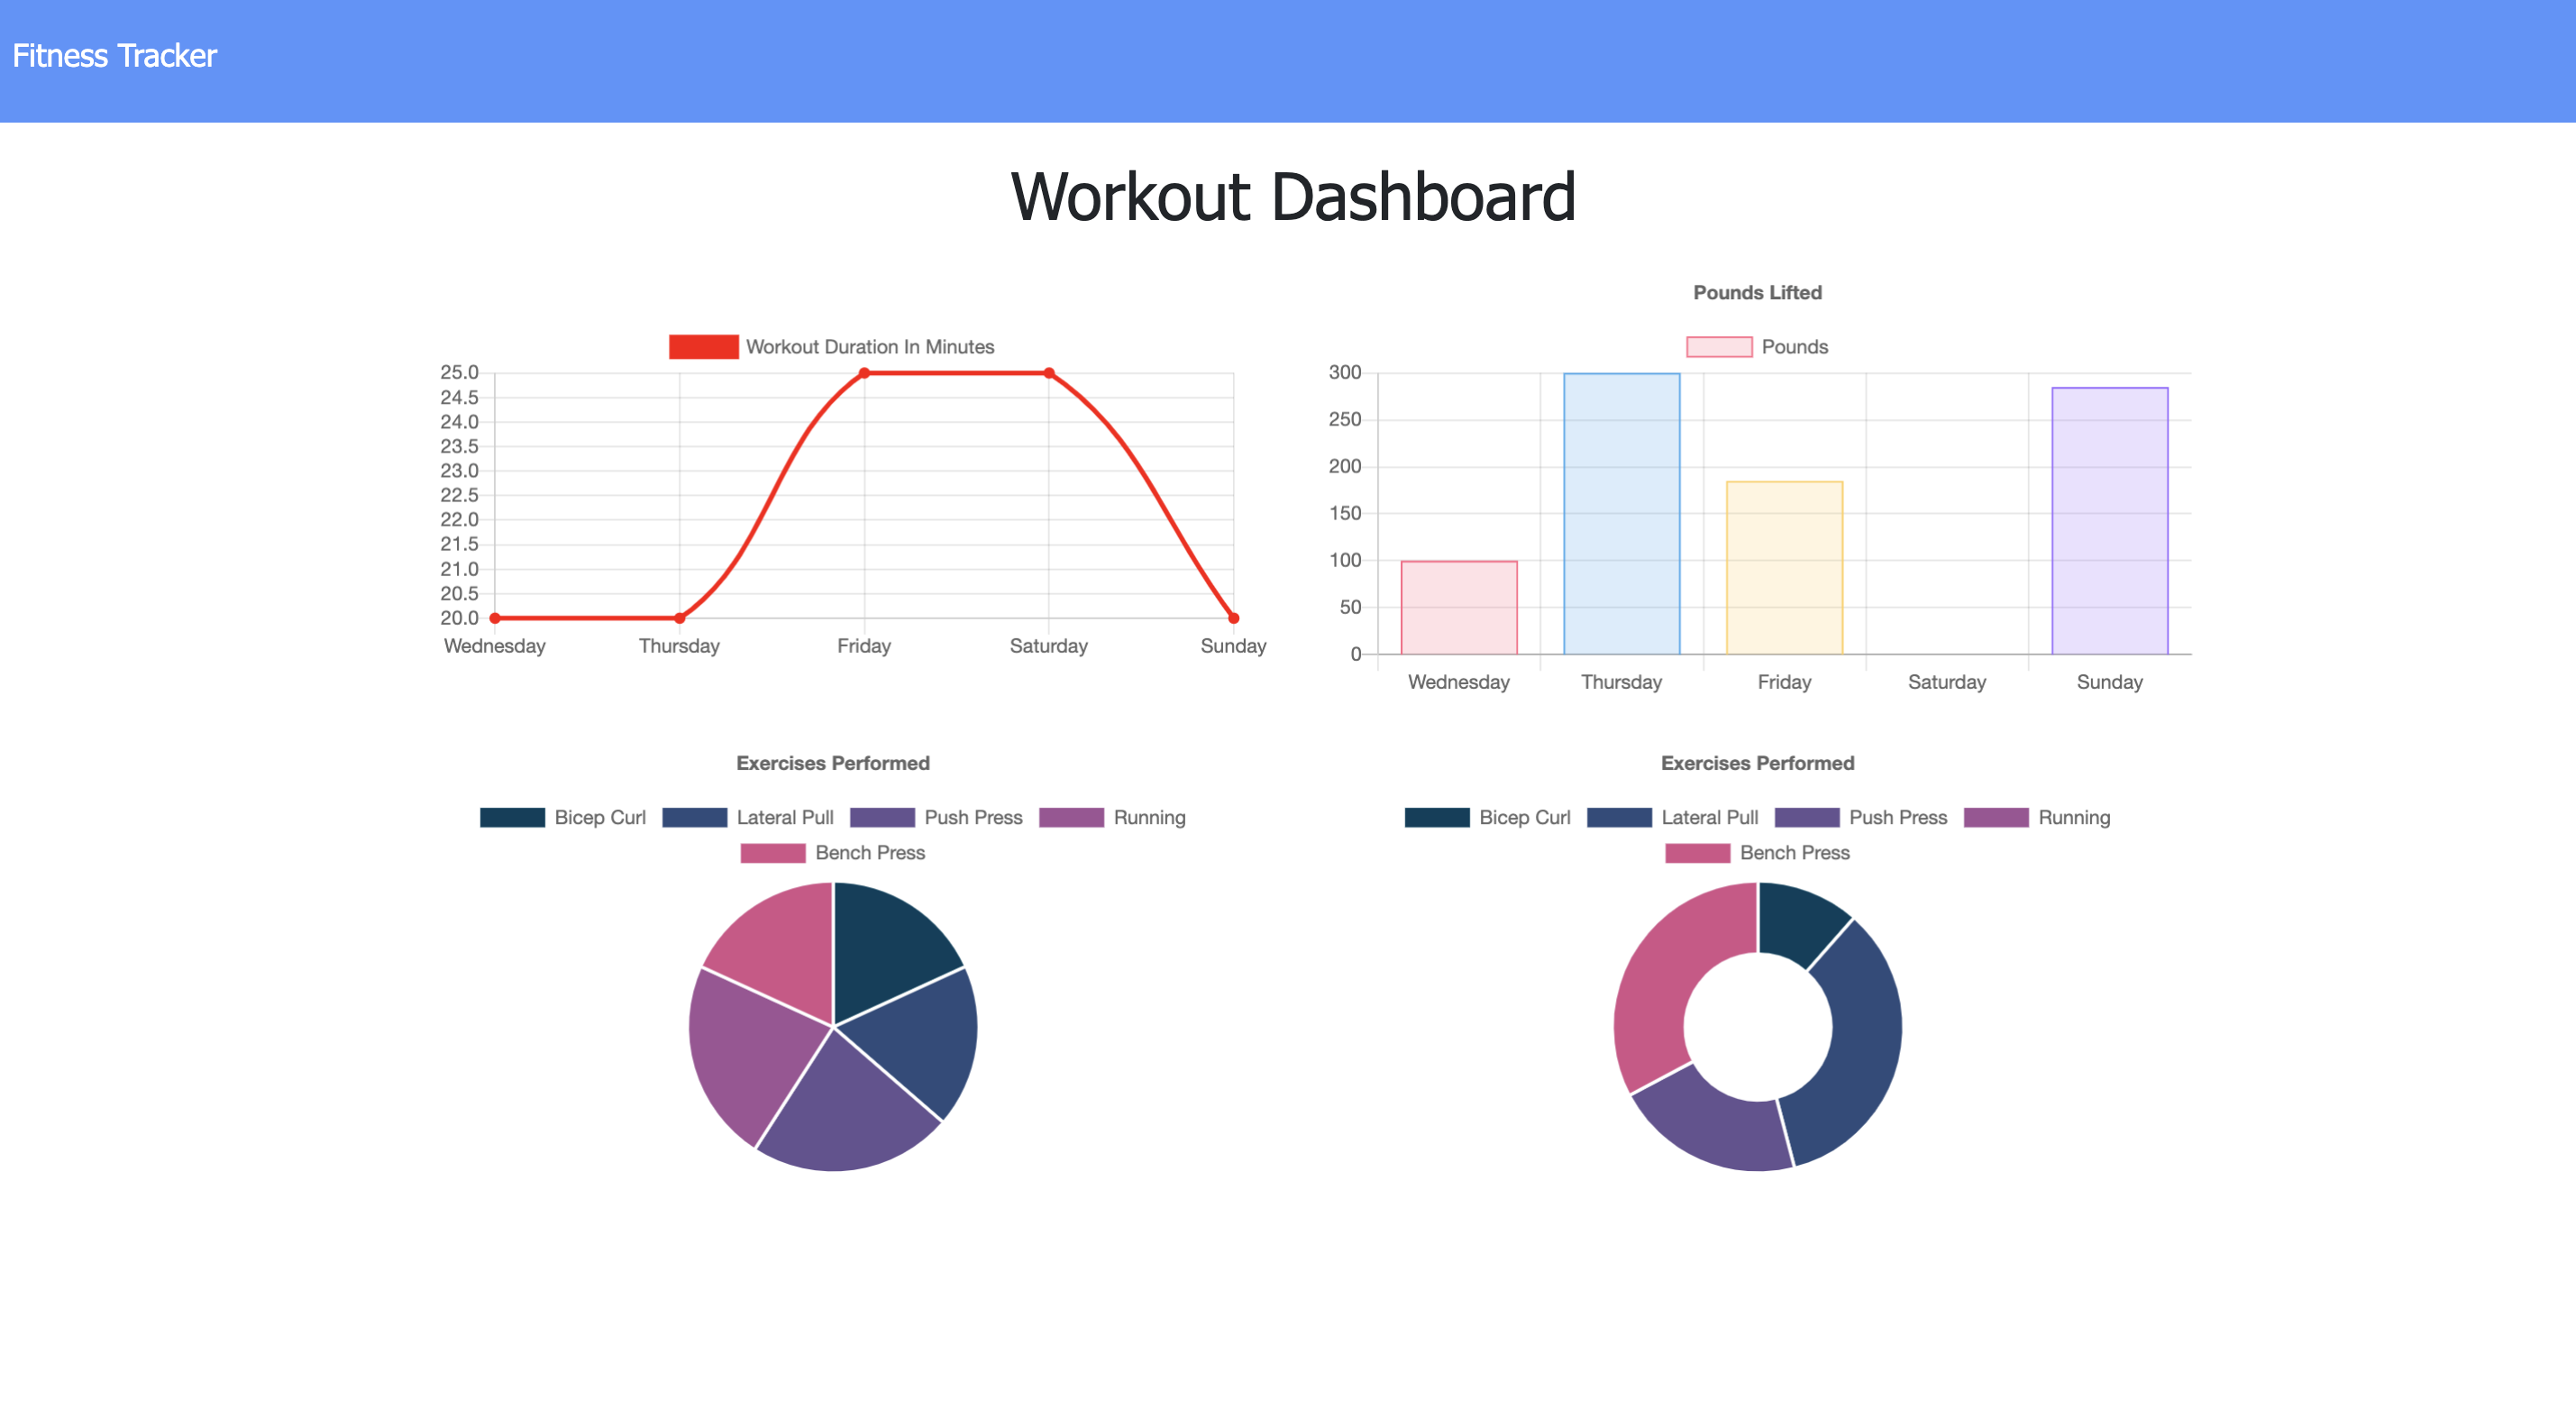 Fitness Tracker
Workout Dashboard
Workout Duration In Minutes
25.0
24.5
24.0
23.5
23.0
22.5
22.0
21.5
21.0
20.5
20.0
Wednesday Thursday Friday Saturday Sunday
Pounds Lifted
Pounds
300
250
200
150
100
50
0
Wednesday Thursday Friday Saturday Sunday
Exercises Performed
Bicep Curl Lateral Pull Push Press Running
Bench Press
Exercises Performed
Bicep Curl Lateral Pull Push Press Running
Bench Press